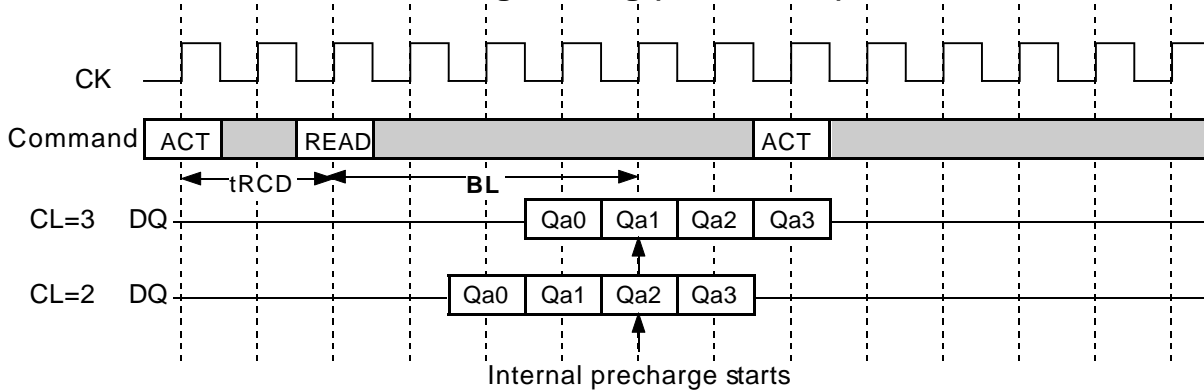 CK
Command ACT READ ACT
tRCD BL
CL=3 DQ Qa0 Qa1 Qa2 Qa3
CL=2 DQ Qa0 Qa1 Qa2 Qa3
Internal precharge starts